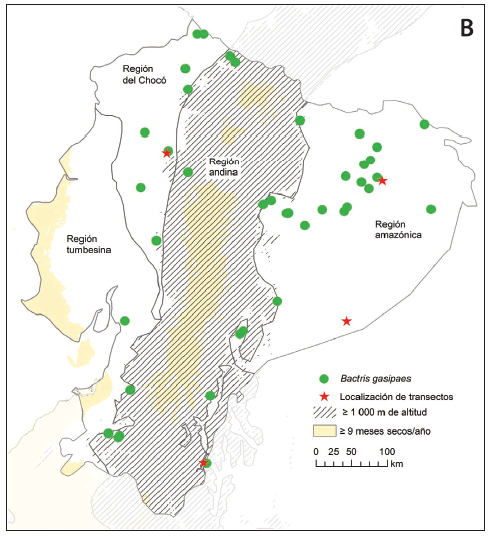 B
Región
del Chocó
Región
andina
Región
tumbesina
Región
amazónica
Bactris gasipaes
Localización de transectos
≥ 1 000 m de altitud
≥ 9 meses secos/año
0 25 50 100
km